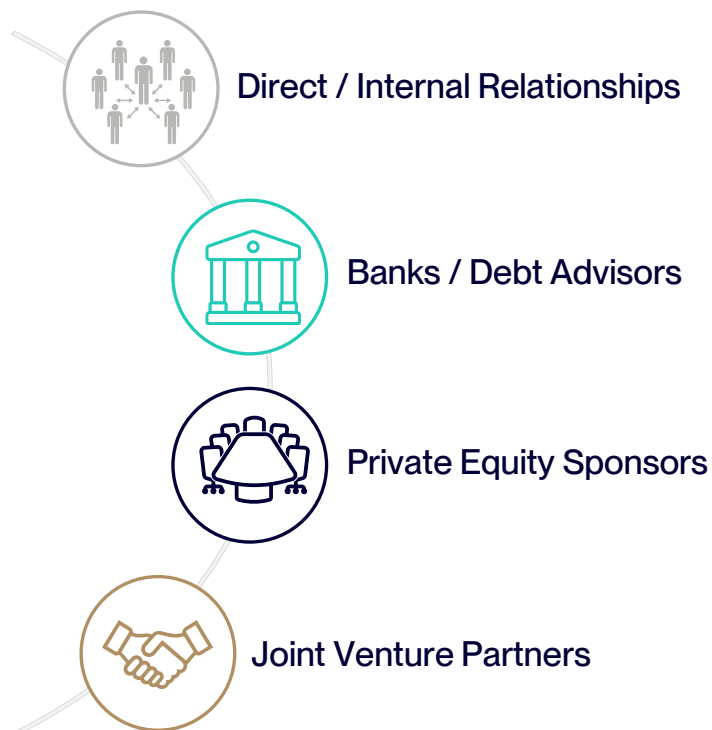 Direct / Internal Relationships
Banks / Debt Advisors
Private Equity Sponsors
Joint Venture Partners